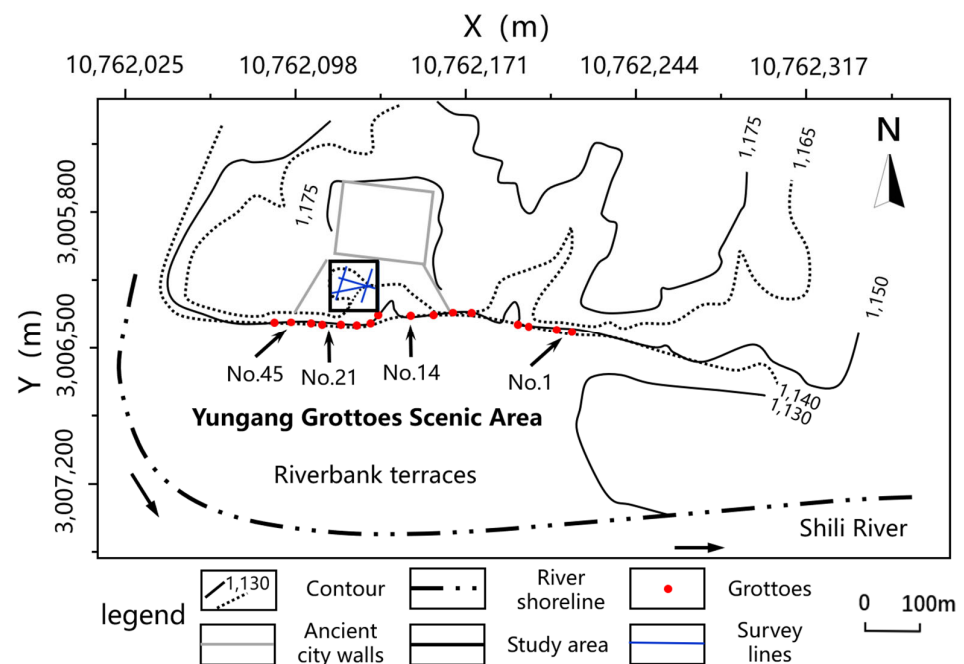 X (m)
10,762,025 10,762,098 10,762,171 10,762,244 10,762,317
Y (m)
3,005,800
3,006,500
3,007,200
N
1,175
1,175
1,165
1,150
1,140
1,130
No.45
No.21
No.14
No.1
Yungang Grottoes Scenic Area
Riverbank terraces
Shili River
legend
1,130
Contour
River
shoreline
Grottoes
Ancient
city walls
Study area
Survey
lines
0 100m